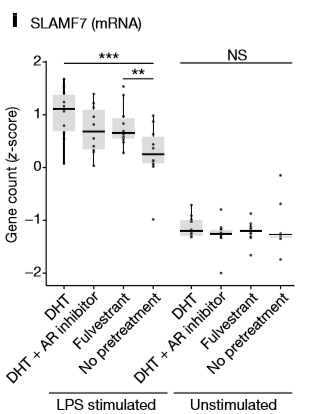 i SLAMF7 (mRNA)
*** NS
**
Gene count (z-score)
2
1
0
−1
−2
DHT
DHT + AR inhibitor
Fulvestrant
No pretreatment
DHT
DHT + AR inhibitor
Fulvestrant
No pretreatment
LPS stimulated Unstimulated